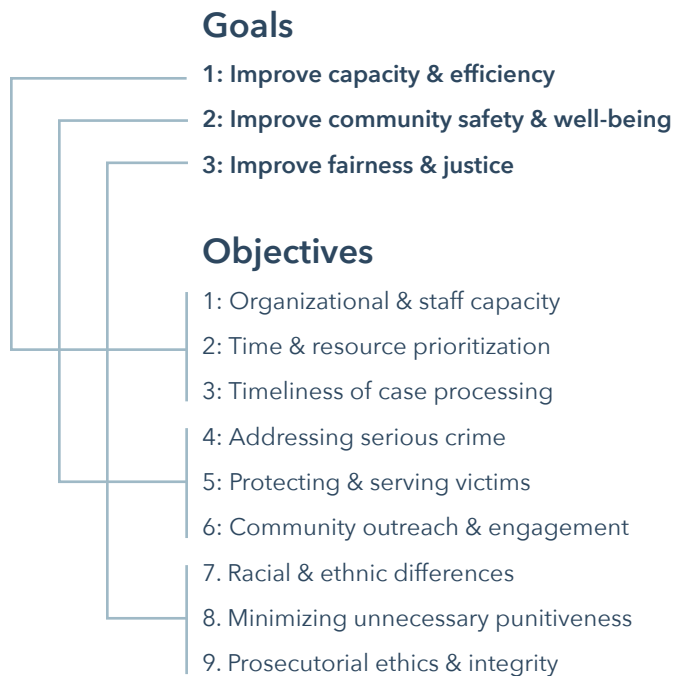 Goals
1: Improve capacity & efficiency
2: Improve community safety & well-being
3: Improve fairness & justice
Objectives
1: Organizational & staff capacity
2: Time & resource prioritization
3: Timeliness of case processing
4: Addressing serious crime
5: Protecting & serving victims
6: Community outreach & engagement
7. Racial & ethnic differences
8. Minimizing unnecessary punitiveness
9. Prosecutorial ethics & integrity